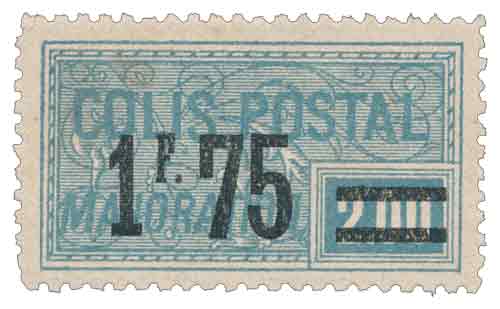 COLIS POSTAL
1F.75
MAJORATION
2,00